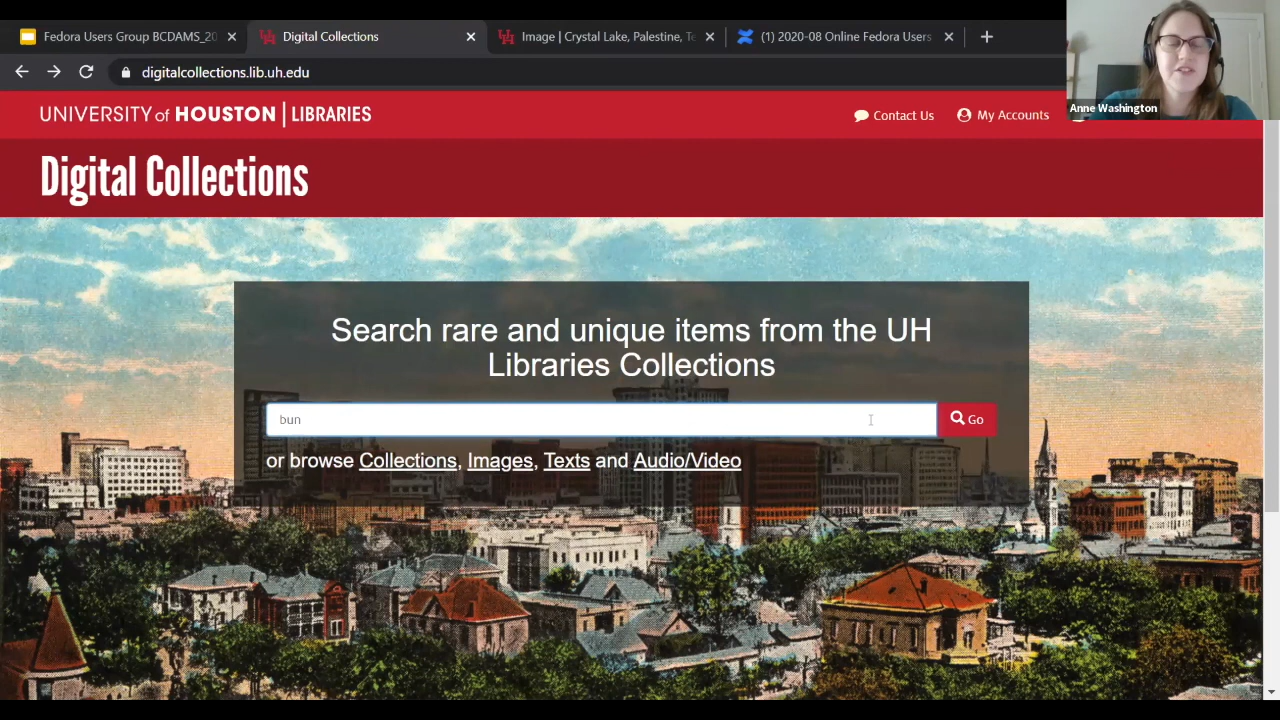 Fedora Users Group BCDAMS_20
Digital Collections
Image | Crystal Lake, Palestine, Te
(1) 2020-08 Online Fedora Users
digitalcollections.lib.uh.edu
Anne Washington
UNIVERSITY of HOUSTON | LIBRARIES
Contact Us
My Accounts
Digital Collections
Search rare and unique items from the UH
Libraries Collections
bun
Go
or browse Collections, Images, Texts and Audio/Video